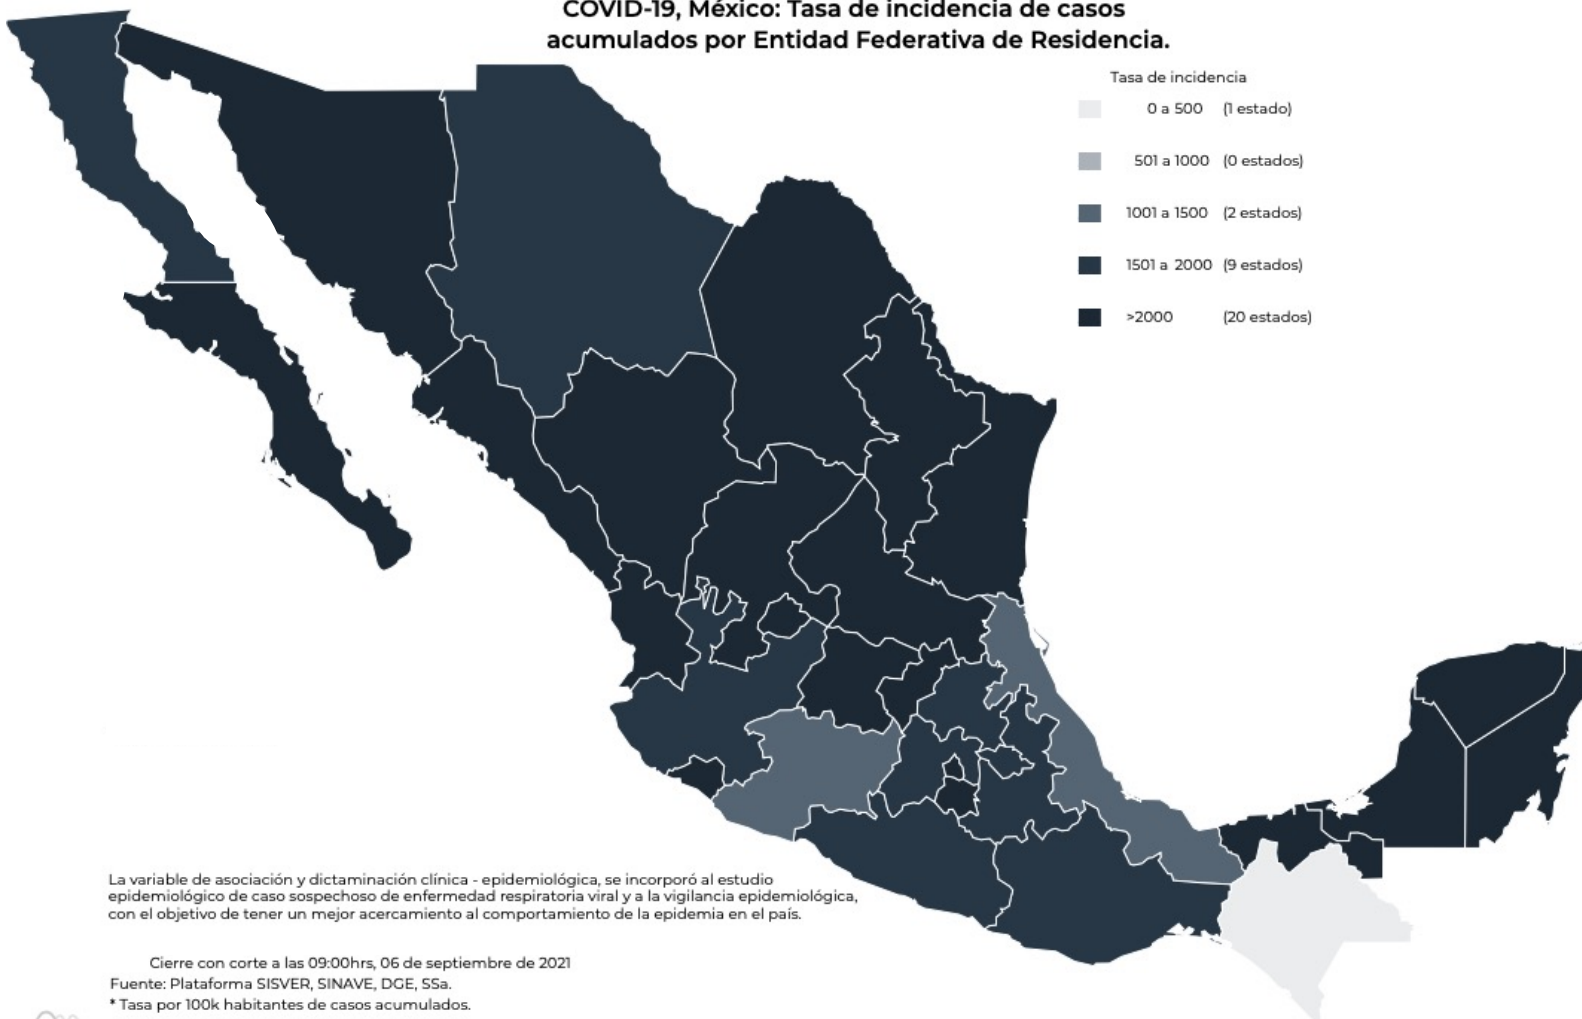 COVID-19, México: Tasa de incidencia de casos
acumulados por Entidad Federativa de Residencia.
Tasa de incidencia
0 a 500 (1 estado)
501 a 1000 (0 estados)
1001 a 1500 (2 estados)
1501 a 2000 (9 estados)
>2000 (20 estados)
La variable de asociación y dictaminación clínica - epidemiológica, se incorporó al estudio
epidemiológico de caso sospechoso de enfermedad respiratoria viral y a la vigilancia epidemiológica,
con el objetivo de tener un mejor acercamiento al comportamiento de la epidemia en el país.
Cierre con corte a las 09:00hrs, 06 de septiembre de 2021
Fuente: Plataforma SISVER, SINAVE, DGE, SSa.
* Tasa por 100k habitantes de casos acumulados.